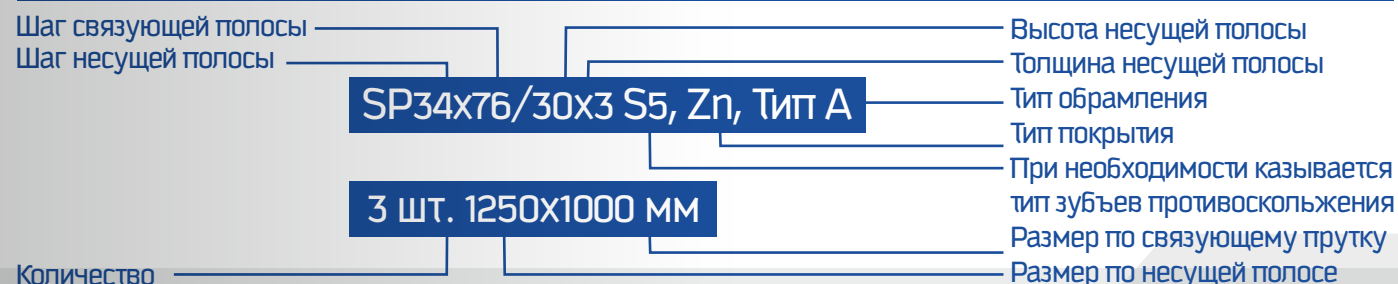 Шаг связующей полосы
Шаг несущей полосы
SP34x76/30x3 S5, Zn, Тип А
3 шт. 1250x1000 мм
Количество
Высота несущей полосы
Толщина несущей полосы
Тип обрамления
Тип покрытия
При необходимости казывается
тип зубъев противоскольжения
Размер по связующему прутку
Размер по несущей полосе